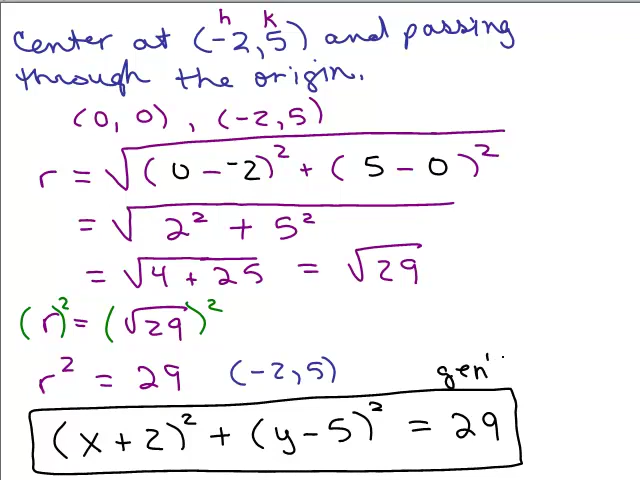 h k
Center at (-2, 5) and passing
through the origin.
(0, 0), (-2, 5)
r = √((0 - -2)² + (5 - 0)²)
= √(2² + 5²)
= √(4 + 25) = √29
(r)² = (√29)²
r² = 29 (-2, 5)
gen'
(x + 2)² + (y - 5)² = 29